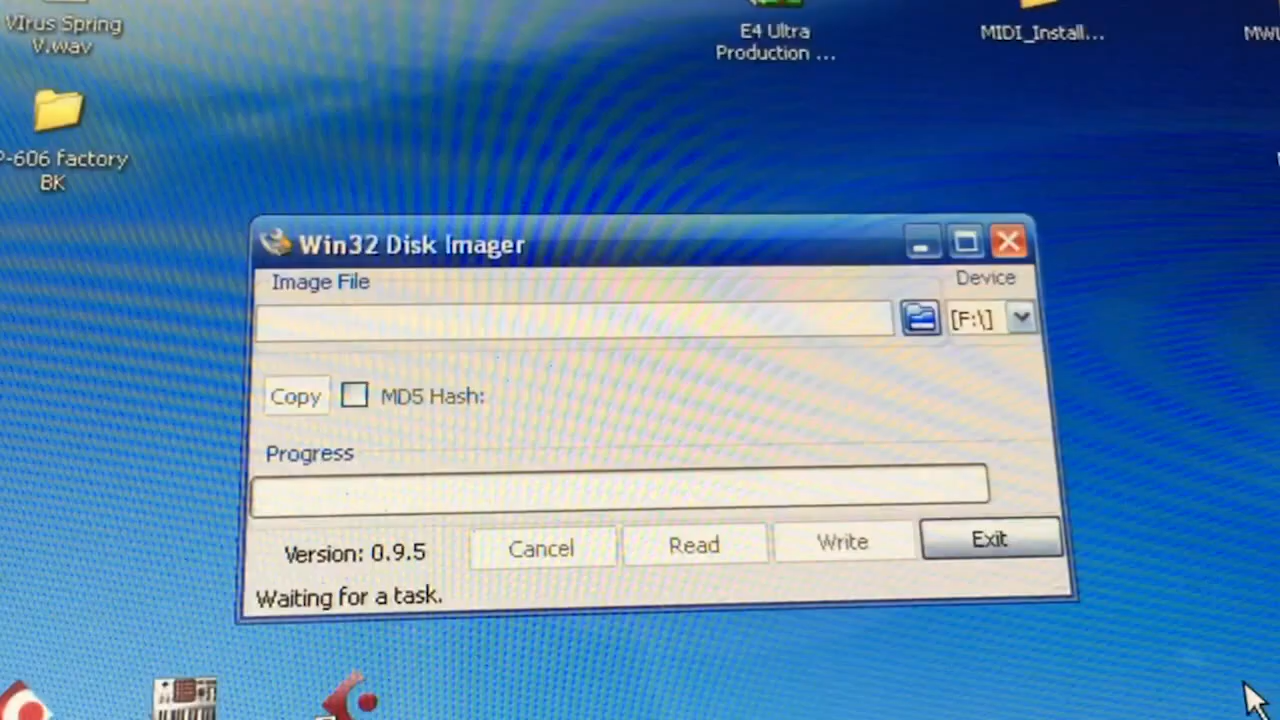 VIrus Spring
V.wav
E4 Ultra
Production ...
MIDI_Install...
P-606 factory
BK
Win32 Disk Imager
Image File
Device
[F:\]
Copy
MD5 Hash:
Progress
Version: 0.9.5
Cancel
Read
Write
Exit
Waiting for a task.